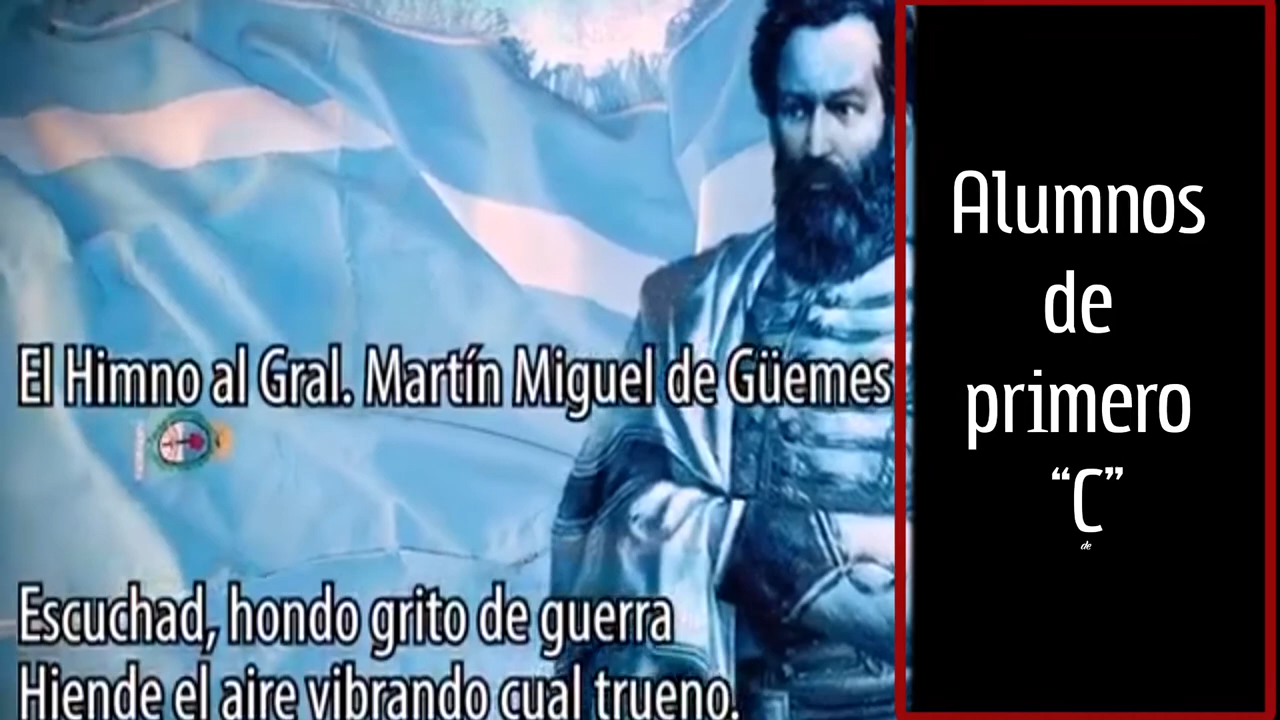 El Himno al Gral. Martín Miguel de Güemes
Escuchad, hondo grito de guerra
Hiende el aire vibrando cual trueno.
Alumnos
de
primero
“C”
de